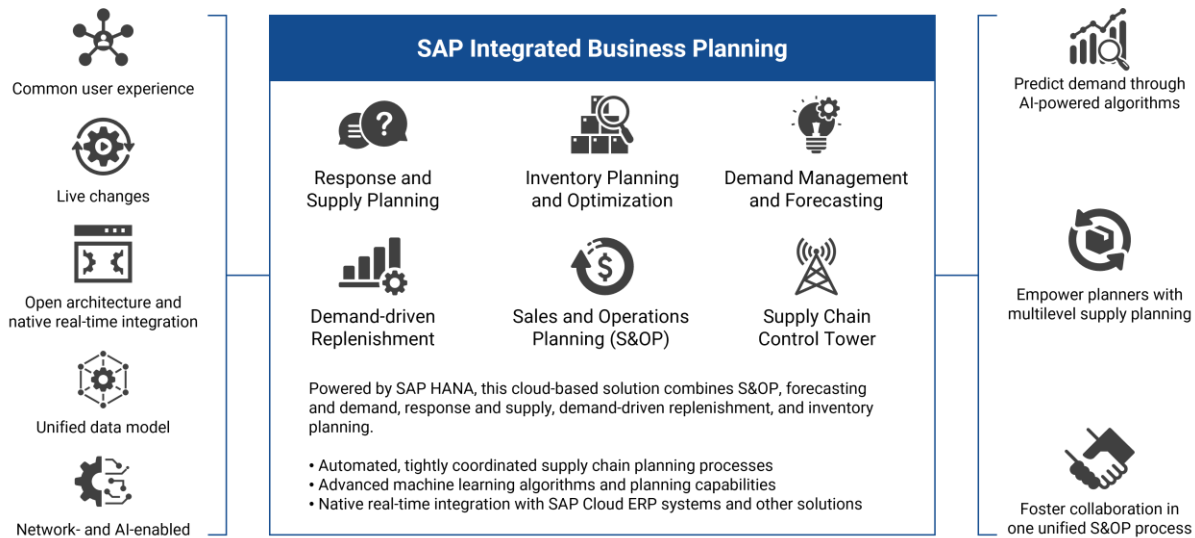 Common user experience
Live changes
Open architecture and
native real-time integration
Unified data model
Network- and AI-enabled
SAP Integrated Business Planning
?
Response and
Supply Planning
Inventory Planning
and Optimization
Demand Management
and Forecasting
Demand-driven
Replenishment
$
Sales and Operations
Planning (S&OP)
Supply Chain
Control Tower
Powered by SAP HANA, this cloud-based solution combines S&OP, forecasting
and demand, response and supply, demand-driven replenishment, and inventory
planning.
• Automated, tightly coordinated supply chain planning processes
• Advanced machine learning algorithms and planning capabilities
• Native real-time integration with SAP Cloud ERP systems and other solutions
Predict demand through
AI-powered algorithms
Empower planners with
multilevel supply planning
Foster collaboration in
one unified S&OP process